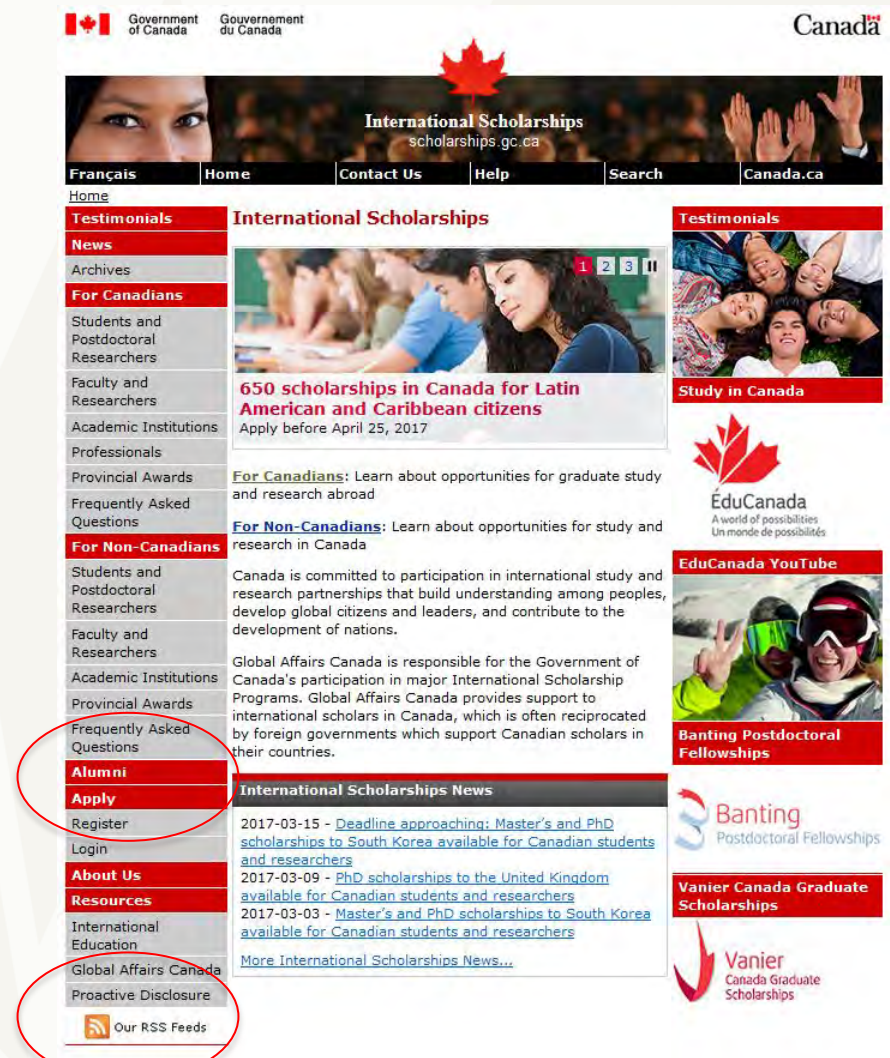 Government
of Canada
Gouvernement
du Canada
Canada
International Scholarships
scholarships.gc.ca
Français Home Contact Us Help Search Canada.ca
Home
Testimonials
News
Archives
For Canadians
Students and
Postdoctoral
Researchers
Faculty and
Researchers
Academic Institutions
Professionals
Provincial Awards
Frequently Asked
Questions
For Non-Canadians
Students and
Postdoctoral
Researchers
Faculty and
Researchers
Academic Institutions
Provincial Awards
Frequently Asked
Questions
Alumni
Apply
Register
Login
About Us
Resources
International
Education
Global Affairs Canada
Proactive Disclosure
Our RSS Feeds
International Scholarships
1 2 3
650 scholarships in Canada for Latin
American and Caribbean citizens
Apply before April 25, 2017
For Canadians: Learn about opportunities for graduate study
and research abroad
For Non-Canadians: Learn about opportunities for study and
research in Canada
Canada is committed to participation in international study and
research partnerships that build understanding among peoples,
develop global citizens and leaders, and contribute to the
development of nations.
Global Affairs Canada is responsible for the Government of
Canada's participation in major International Scholarship
Programs. Global Affairs Canada provides support to
international scholars in Canada, which is often reciprocated
by foreign governments which support Canadian scholars in
their countries.
International Scholarships News
2017-03-15 - Deadline approaching: Master's and PhD
scholarships to South Korea available for Canadian students
and researchers
2017-03-09 - PhD scholarships to the United Kingdom
available for Canadian students and researchers
2017-03-03 - Master's and PhD scholarships to South Korea
available for Canadian students and researchers
More International Scholarships News...
Testimonials
Study in Canada
ÉduCanada
A world of possibilities
Un monde de possibilités
EduCanada YouTube
Banting Postdoctoral
Fellowships
Banting
Postdoctoral Fellowships
Vanier Canada Graduate
Scholarships
Vanier
Canada Graduate
Scholarships